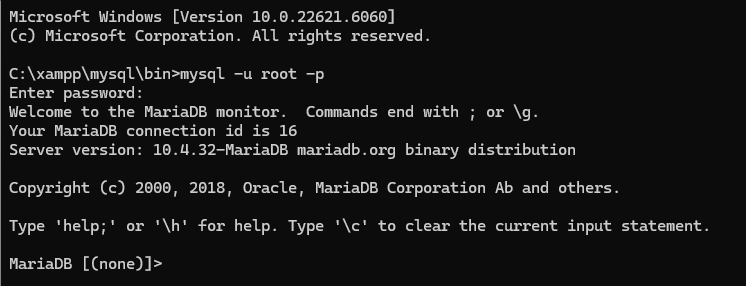 Microsoft Windows [Version 10.0.22621.6060]
(c) Microsoft Corporation. All rights reserved.
C:\xampp\mysql\bin>mysql -u root -p
Enter password:
Welcome to the MariaDB monitor.  Commands end with ; or \g.
Your MariaDB connection id is 16
Server version: 10.4.32-MariaDB mariadb.org binary distribution
Copyright (c) 2000, 2018, Oracle, MariaDB Corporation Ab and others.
Type 'help;' or '\h' for help. Type '\c' to clear the current input statement.
MariaDB [(none)]>